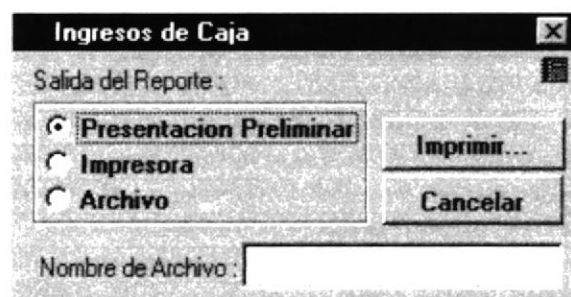 Ingresos de Caja
Salida del Reporte :
Presentacion Preliminar
Impresora
Archivo
Imprimir...
Cancelar
Nombre de Archivo :